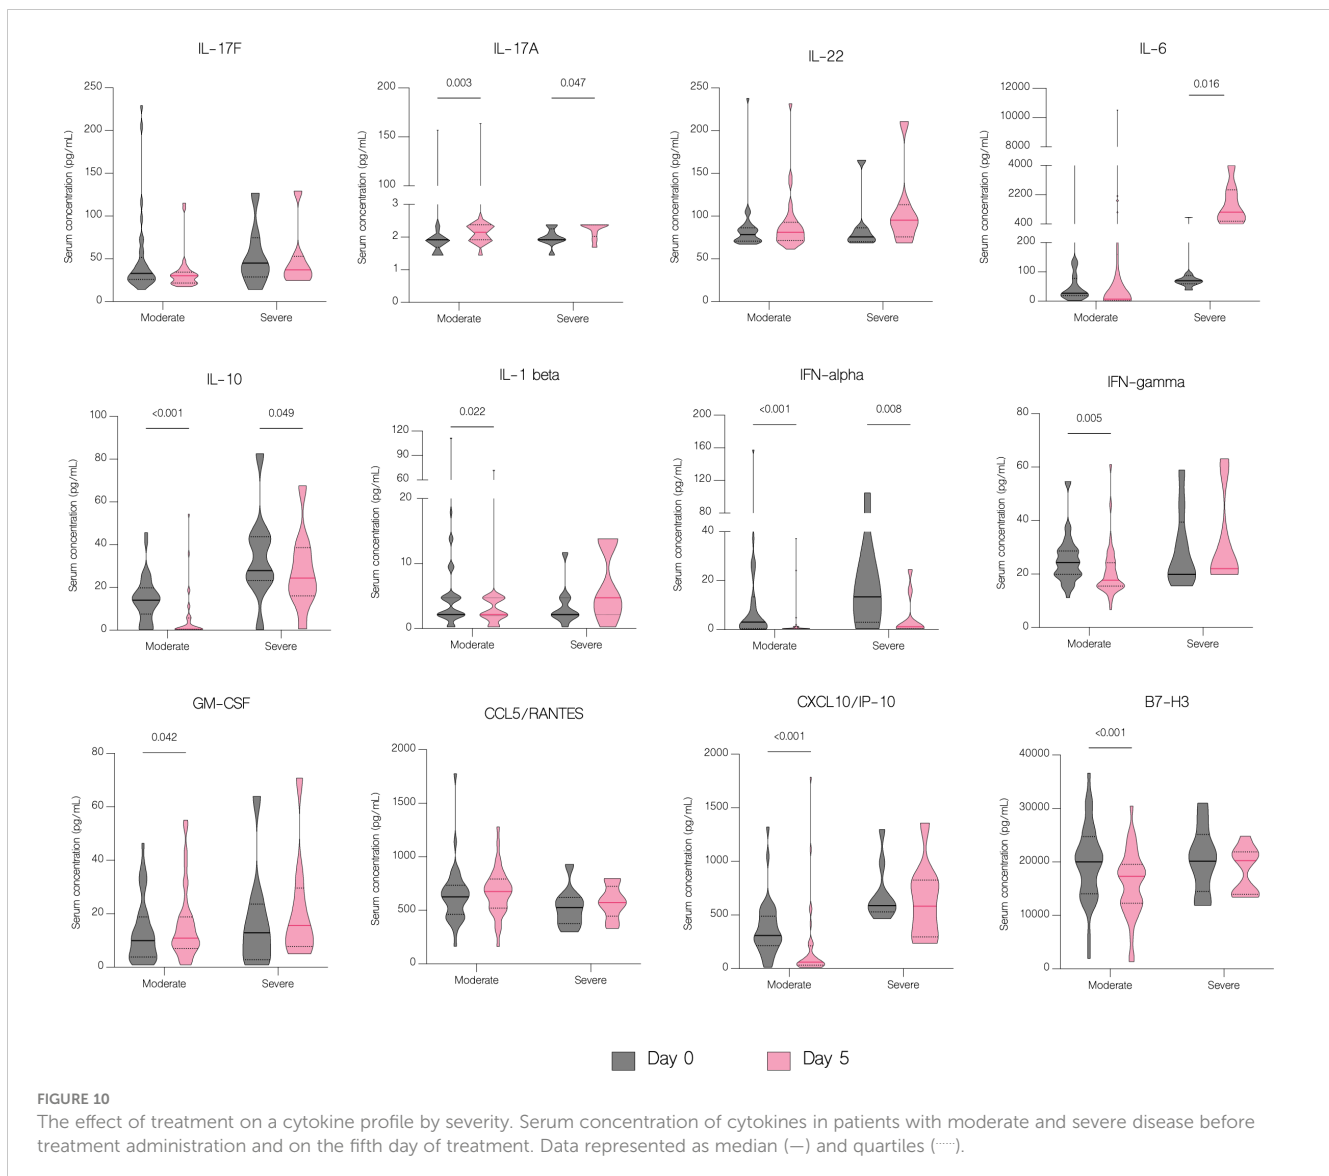 IL-17F
Serum concentration (pg/mL)
250
200
150
100
50
0
Moderate
Severe
IL-17A
0.003
0.047
Serum concentration (pg/mL)
200
150
100
3
2
1
0
Moderate
Severe
IL-22
Serum concentration (pg/mL)
250
200
150
100
50
0
Moderate
Severe
IL-6
0.016
Serum concentration (pg/mL)
12000
10000
8000
4000
2200
400
200
100
0
Moderate
Severe
IL-10
<0.001
0.049
Serum concentration (pg/mL)
100
80
60
40
20
0
Moderate
Severe
IL-1 beta
0.022
Serum concentration (pg/mL)
120
90
60
20
10
0
Moderate
Severe
IFN-alpha
<0.001
0.008
Serum concentration (pg/mL)
200
160
120
80
40
20
0
Moderate
Severe
IFN-gamma
0.005
Serum concentration (pg/mL)
80
60
40
20
0
Moderate
Severe
GM-CSF
0.042
Serum concentration (pg/mL)
80
60
40
20
0
Moderate
Severe
CCL5/RANTES
Serum concentration (pg/mL)
2000
1500
1000
500
0
Moderate
Severe
CXCL10/IP-10
<0.001
Serum concentration (pg/mL)
2000
1500
1000
500
0
Moderate
Severe
B7-H3
<0.001
Serum concentration (pg/mL)
40000
30000
20000
10000
0
Moderate
Severe
Day 0
Day 5
FIGURE 10
The effect of treatment on a cytokine profile by severity. Serum concentration of cytokines in patients with moderate and severe disease before
treatment administration and on the fifth day of treatment. Data represented as median (—) and quartiles (·····).